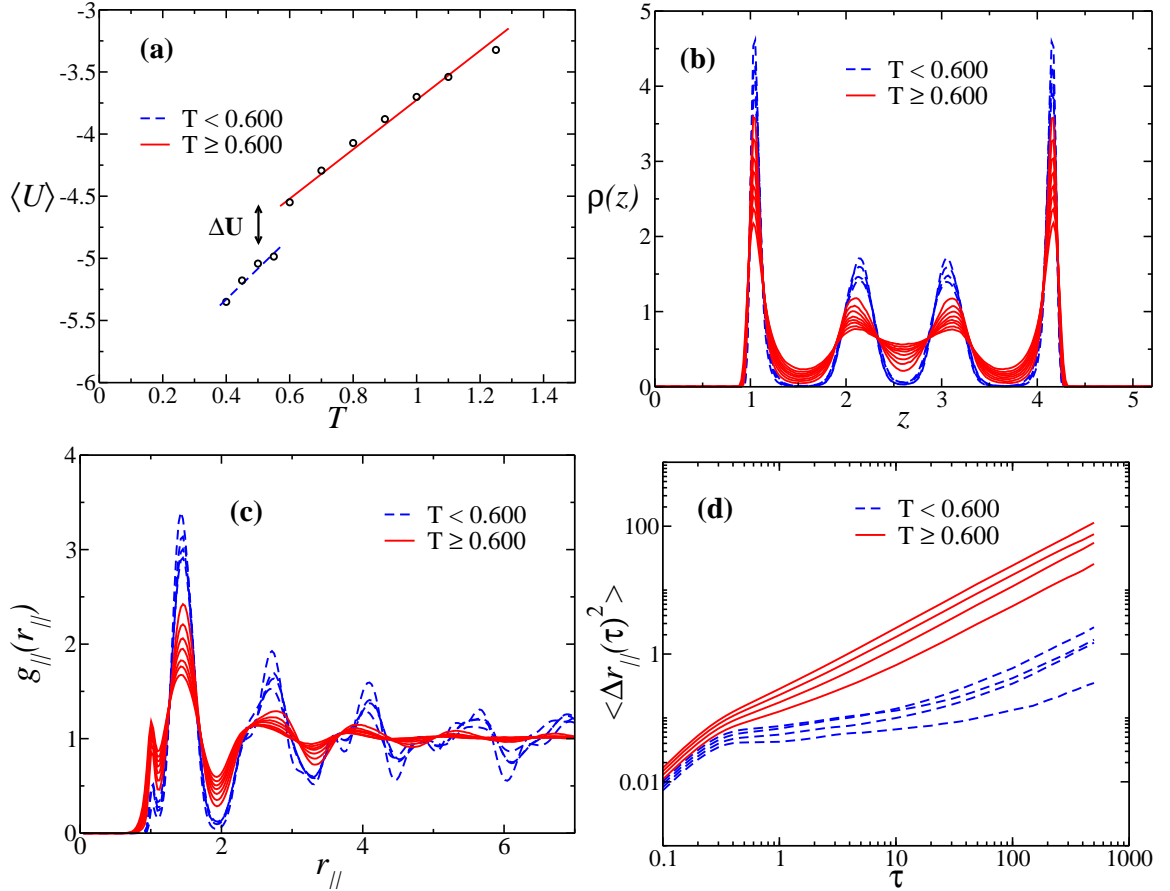 (a)
-3
-3.5
-4
-4.5
-5
-5.5
-6
⟨U⟩
T < 0.600
T ≥ 0.600
ΔU
0 0.2 0.4 0.6 0.8 1 1.2 1.4
T
(b)
5
4
3
2
1
0
ρ(z)
T < 0.600
T ≥ 0.600
0 1 2 3 4 5
z
(c)
4
3
2
1
0
g//(r//)
T < 0.600
T ≥ 0.600
0 2 4 6
r//
(d)
100
1
0.01
<Δr//(τ)²>
T < 0.600
T ≥ 0.600
0.1 1 10 100 1000
τ